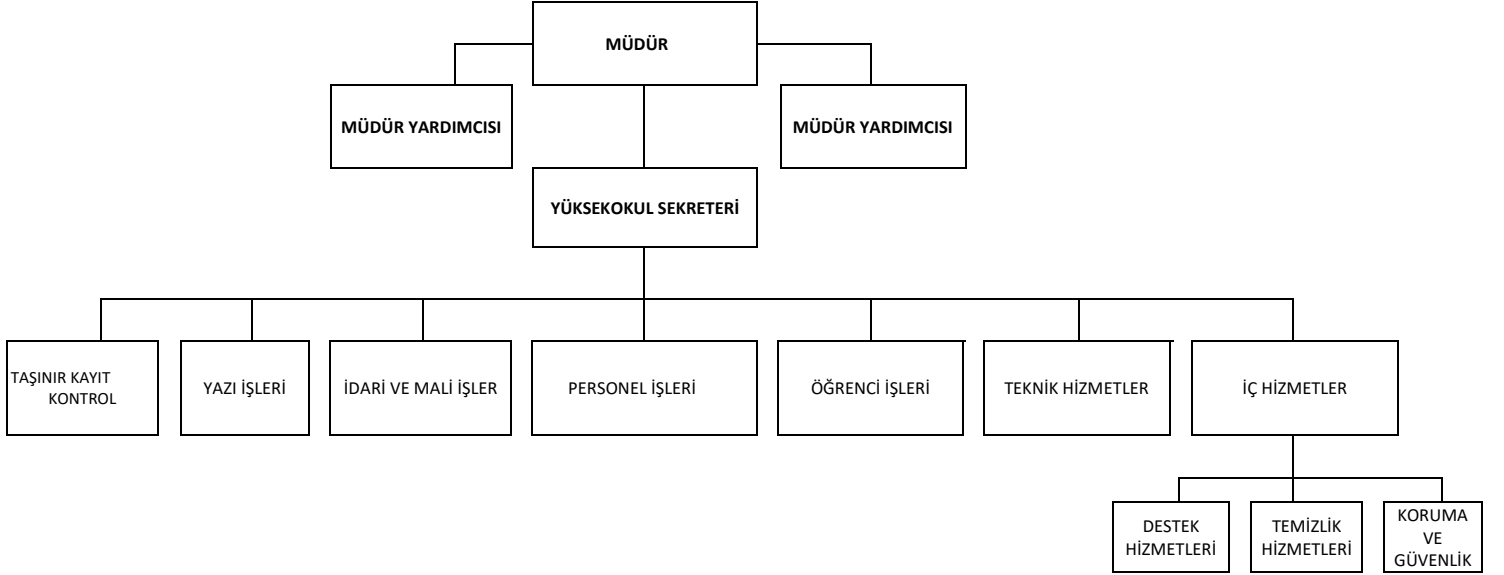 MÜDÜR
MÜDÜR YARDIMCISI
MÜDÜR YARDIMCISI
YÜKSEKOKUL SEKRETERİ
TAŞINIR KAYIT
KONTROL
YAZI İŞLERİ
İDARİ VE MALİ İŞLER
PERSONEL İŞLERİ
ÖĞRENCİ İŞLERİ
TEKNİK HİZMETLER
İÇ HİZMETLER
DESTEK
HİZMETLERİ
TEMİZLİK
HİZMETLERİ
KORUMA
VE
GÜVENLİK